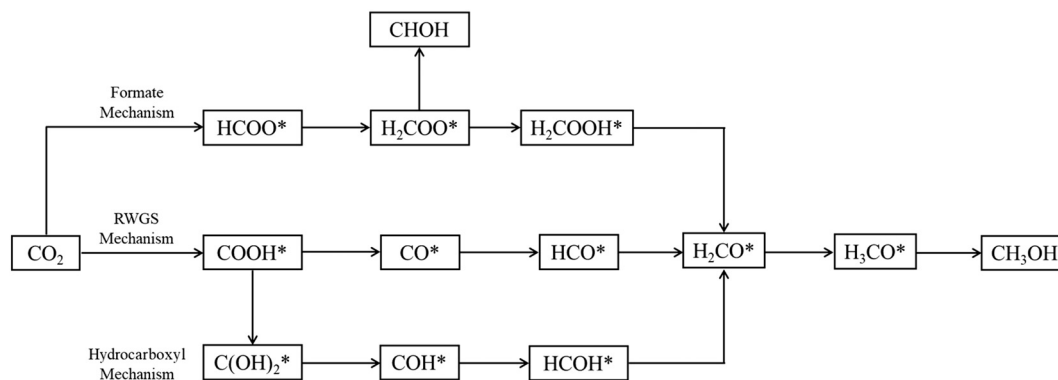 CHOH
Formate
Mechanism
HCOO*
H₂COO*
H₂COOH*
RWGS
Mechanism
CO₂
COOH*
CO*
HCO*
H₂CO*
H₃CO*
CH₃OH
Hydrocarboxyl
Mechanism
C(OH)₂*
COH*
HCOH*